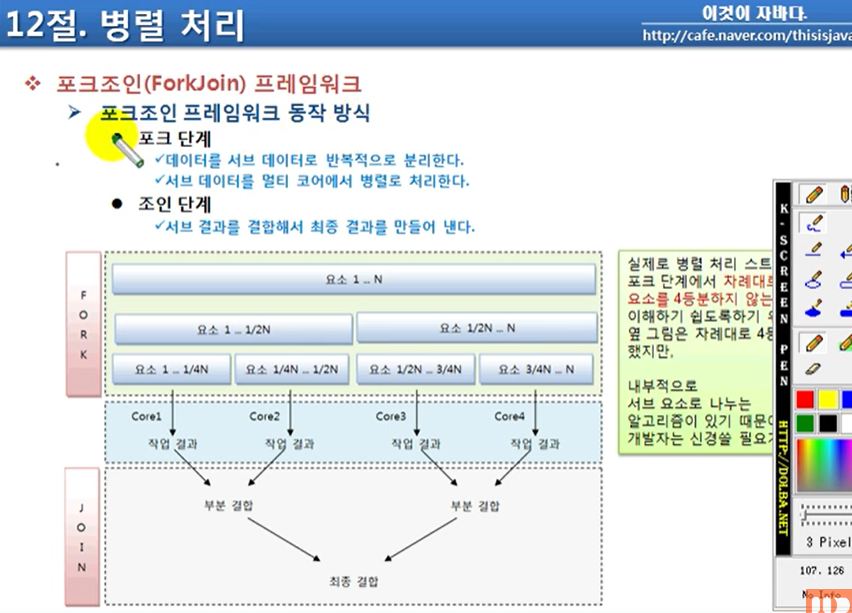 12절. 병렬 처리
이것이 자바다.
http://cafe.naver.com/thisisjava
포크조인(ForkJoin) 프레임워크
포크조인 프레임워크 동작 방식
포크 단계
✓데이터를 서브 데이터로 반복적으로 분리한다.
✓서브 데이터를 멀티 코어에서 병렬로 처리한다.
조인 단계
✓서브 결과를 결합해서 최종 결과를 만들어 낸다.
FORK
요소 1 ... N
요소 1 ... 1/2N
요소 1/2N ... N
요소 1 ... 1/4N
요소 1/4N ... 1/2N
요소 1/2N ... 3/4N
요소 3/4N ... N
Core1
Core2
Core3
Core4
작업 결과
작업 결과
작업 결과
작업 결과
JOIN
부분 결합
부분 결합
최종 결합
실제로 병렬 처리 스트
포크 단계에서 차례대로
요소를 4등분하지 않는
이해하기 쉽도록하기
옆 그림은 차례대로 4등
했지만,
내부적으로
서브 요소로 나누는
알고리즘이 있기 때문에
개발자는 신경쓸 필요가
K-SCREEN PEN
HTTP://DOLBA.NET
3 Pixel
107. 126
No Info